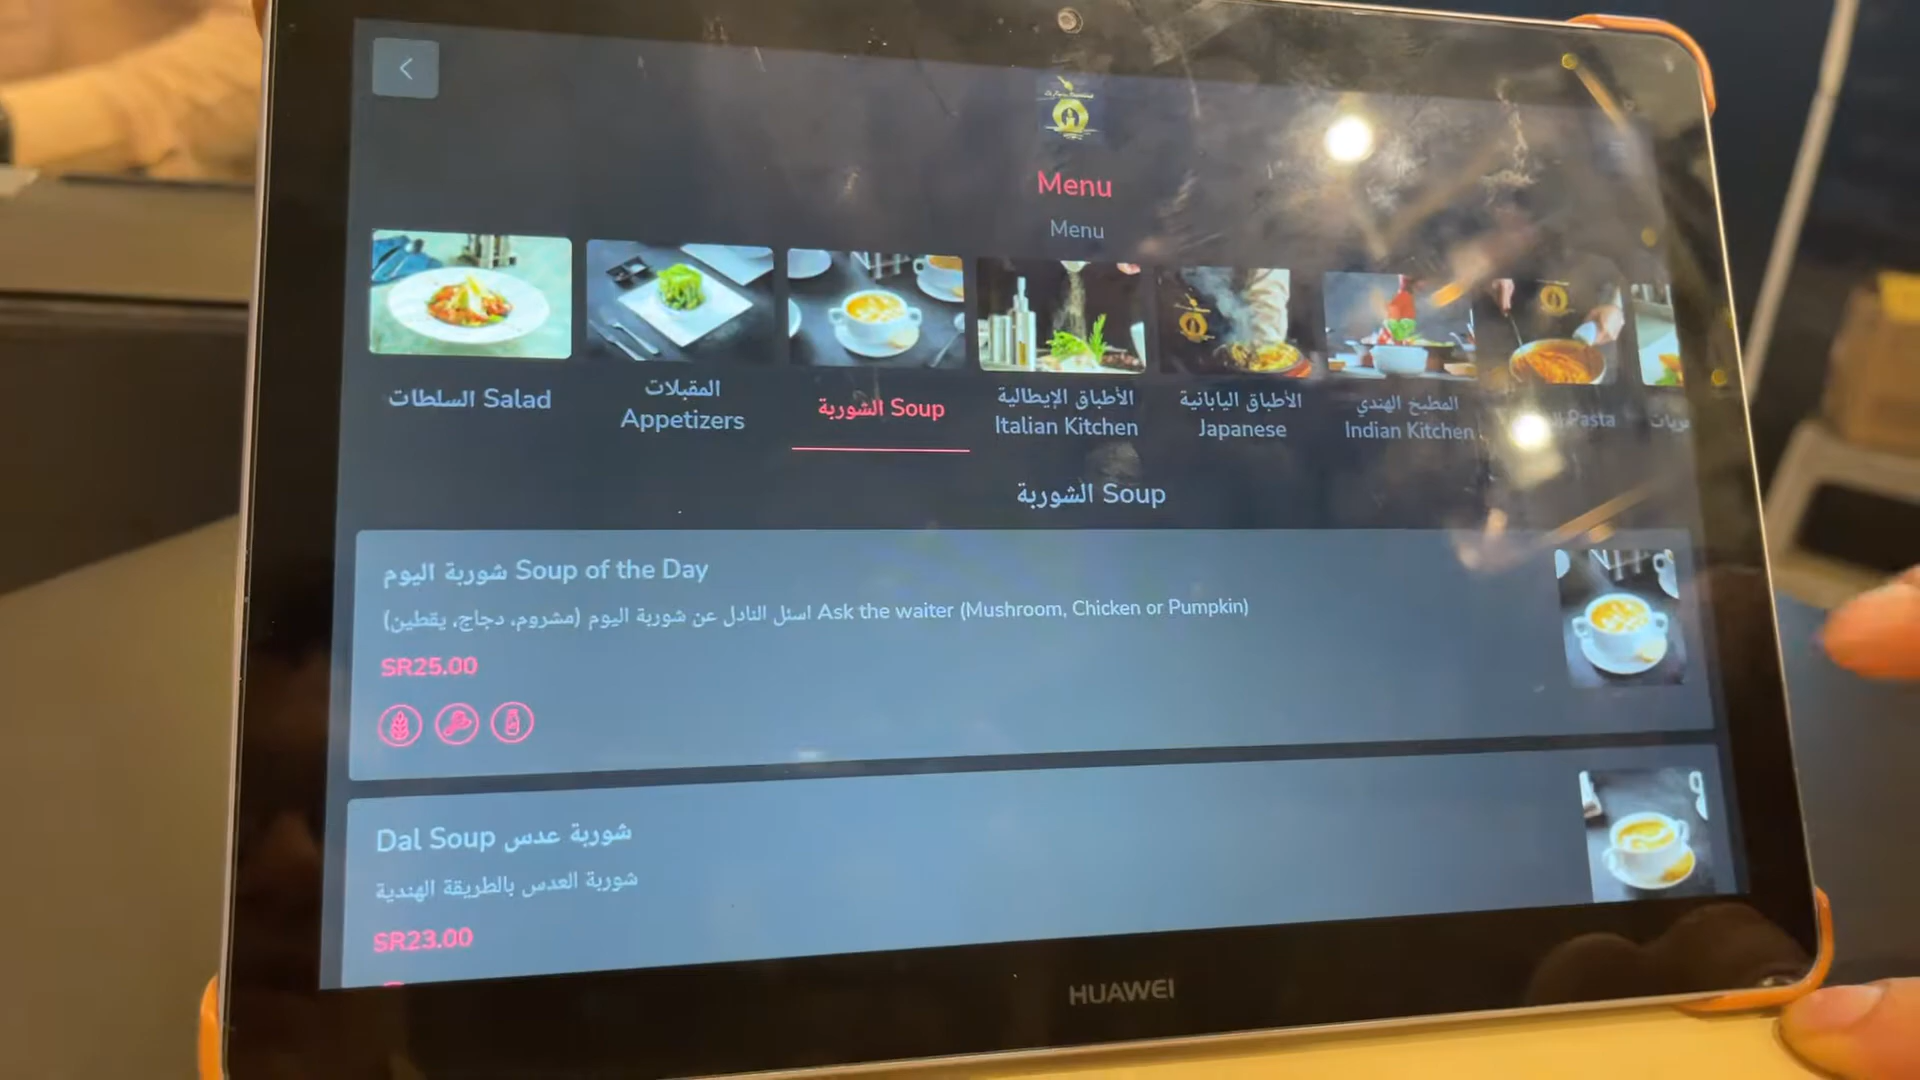 Menu
Menu
السلطات Salad
المقبلات
Appetizers
الشوربة Soup
الأطباق الإيطالية
Italian Kitchen
الأطباق اليابانية
Japanese
المطبخ الهندي
Indian Kitchen
Pasta
الشوربة Soup
شوربة اليوم Soup of the Day
اسئل النادل عن شوربة اليوم (مشروم، دجاج، يقطين) Ask the waiter (Mushroom, Chicken or Pumpkin)
SR25.00
Dal Soup شوربة عدس
شوربة العدس بالطريقة الهندية
SR23.00
HUAWEI